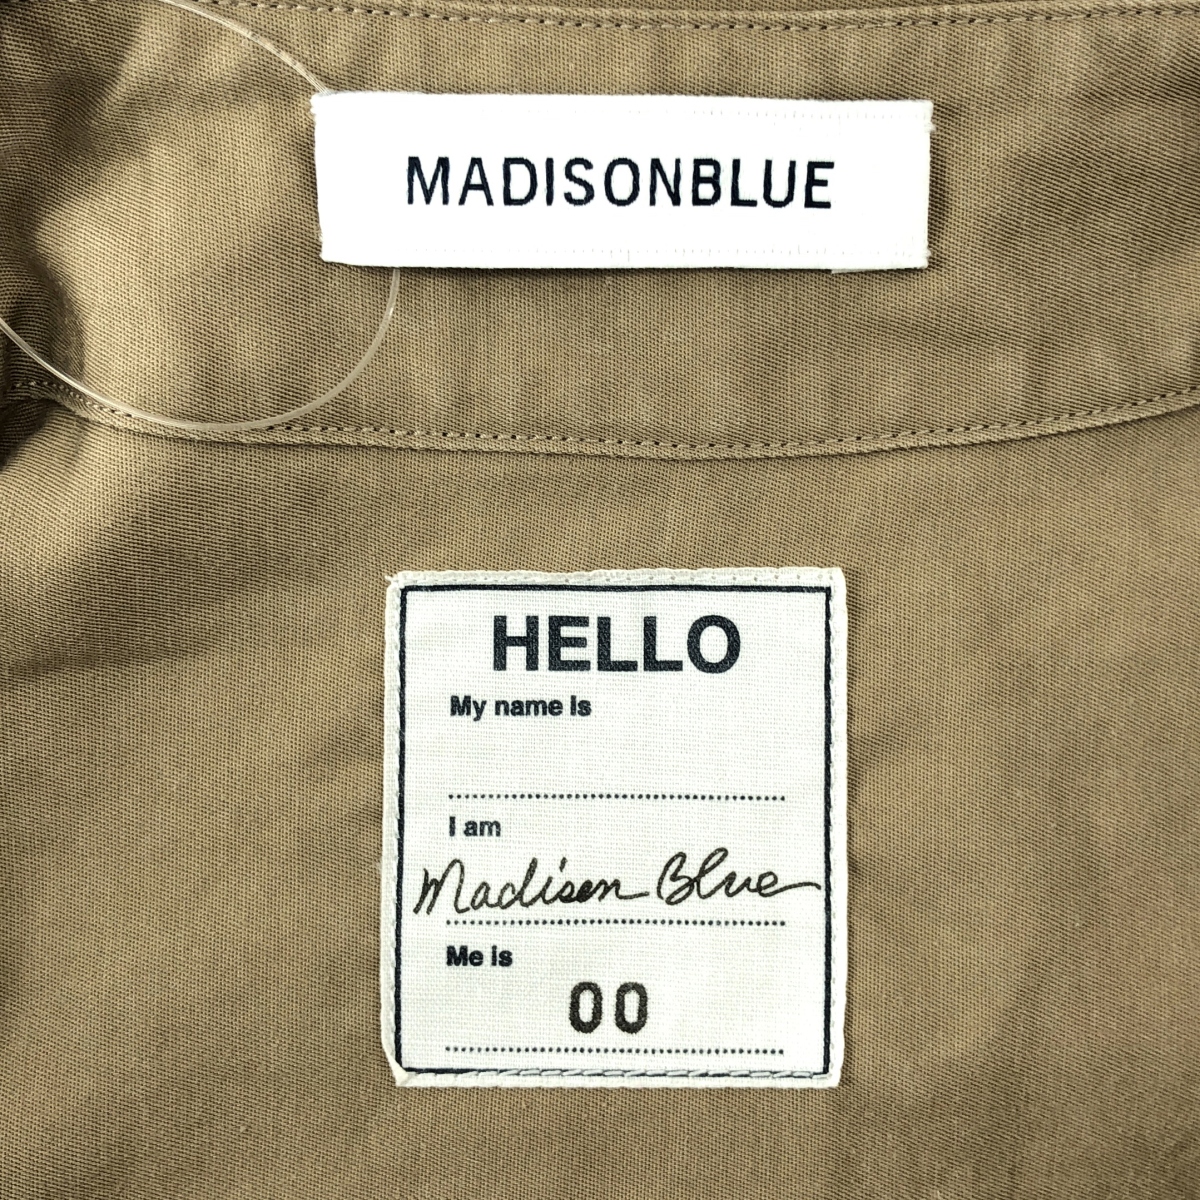 MADISONBLUE
HELLO
My name is
I am
Madison Blue
Me is
00